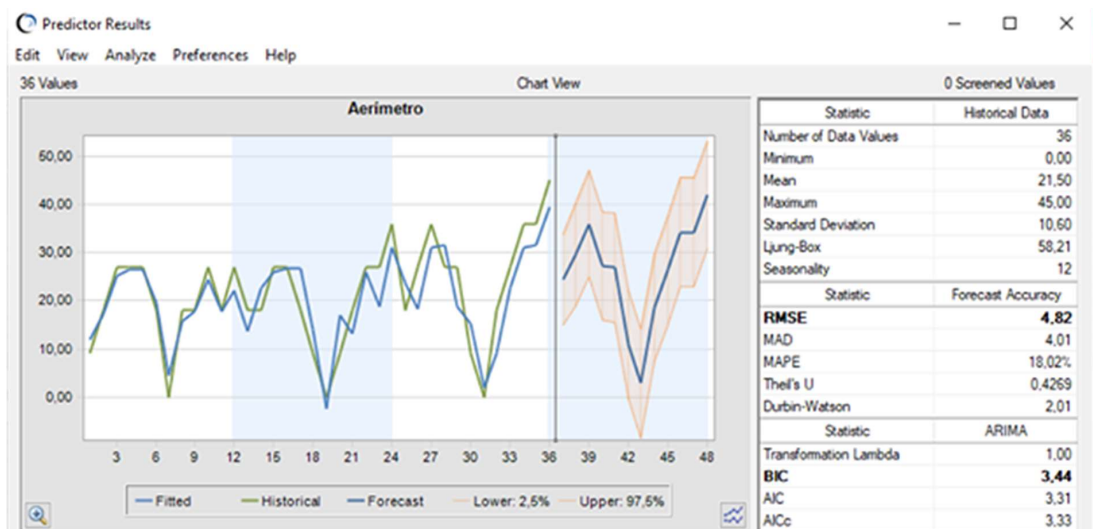 Predictor Results
Edit View Analyze Preferences Help
36 Values Chart View 0 Screened Values
Aerímetro
60,00
40,00
30,00
20,00
10,00
0,00
3 6 9 12 15 18 21 24 27 30 33 36 39 42 45 48
Fitted Historical Forecast Lower: 2,5% Upper: 97,5%
Statistic Historical Data
Number of Data Values 36
Minimum 0,00
Mean 21,50
Maximum 45,00
Standard Deviation 10,60
Ljung-Box 58,21
Seasonality 12
Statistic Forecast Accuracy
RMSE 4,82
MAD 4,01
MAPE 18,02%
Theil's U 0,4269
Durbin-Watson 2,01
Statistic ARIMA
Transformation Lambda 1,00
BIC 3,44
AIC 3,31
AICc 3,33